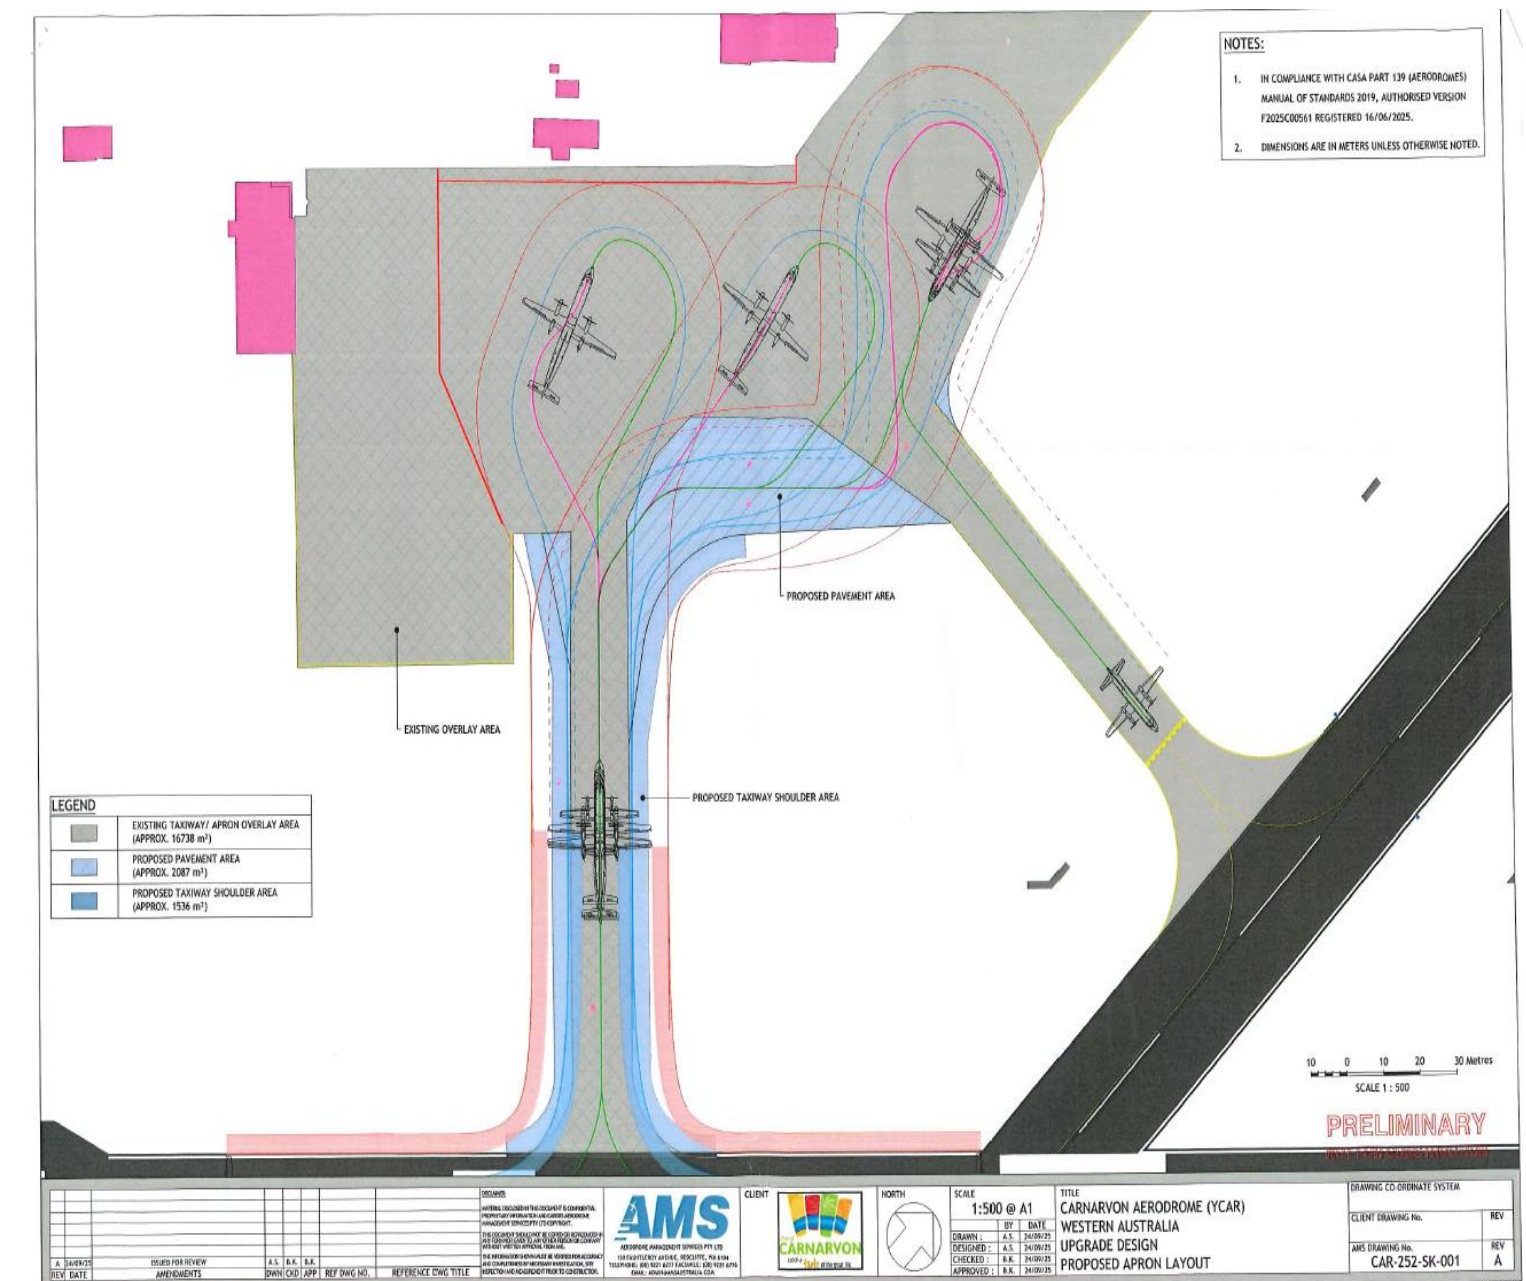 NOTES:
1. IN COMPLIANCE WITH CASA PART 139 (AERODROMES)
MANUAL OF STANDARDS 2019, AUTHORISED VERSION
F2025C00561 REGISTERED 16/06/2025.
2. DIMENSIONS ARE IN METERS UNLESS OTHERWISE NOTED.
PROPOSED PAVEMENT AREA
EXISTING OVERLAY AREA
PROPOSED TAXIWAY SHOULDER AREA
LEGEND
EXISTING TAXIWAY/ APRON OVERLAY AREA
(APPROX. 16738 m²)
PROPOSED PAVEMENT AREA
(APPROX. 2087 m²)
PROPOSED TAXIWAY SHOULDER AREA
(APPROX. 1536 m²)
10 0 10 20 30 Metres
SCALE 1 : 500
PRELIMINARY
A 24/09/25 ISSUED FOR REVIEW A.S. B.K. B.K.
REV DATE AMENDMENTS DWN CKD APP REF DWG NO. REFERENCE DWG TITLE
DISCLAIMER
AMS
AERODROME MANAGEMENT SERVICES PTY LTD
CLIENT
CARNARVON
NORTH
SCALE
1:500 @ A1
BY DATE
DRAWN : A.S. 24/09/25
DESIGNED : A.S. 24/09/25
CHECKED : B.K. 24/09/25
APPROVED : B.K. 24/09/25
TITLE
CARNARVON AERODROME (YCAR)
WESTERN AUSTRALIA
UPGRADE DESIGN
PROPOSED APRON LAYOUT
DRAWING CO-ORDINATE SYSTEM
CLIENT DRAWING No. REV
AMS DRAWING No. REV
CAR-252-SK-001 A